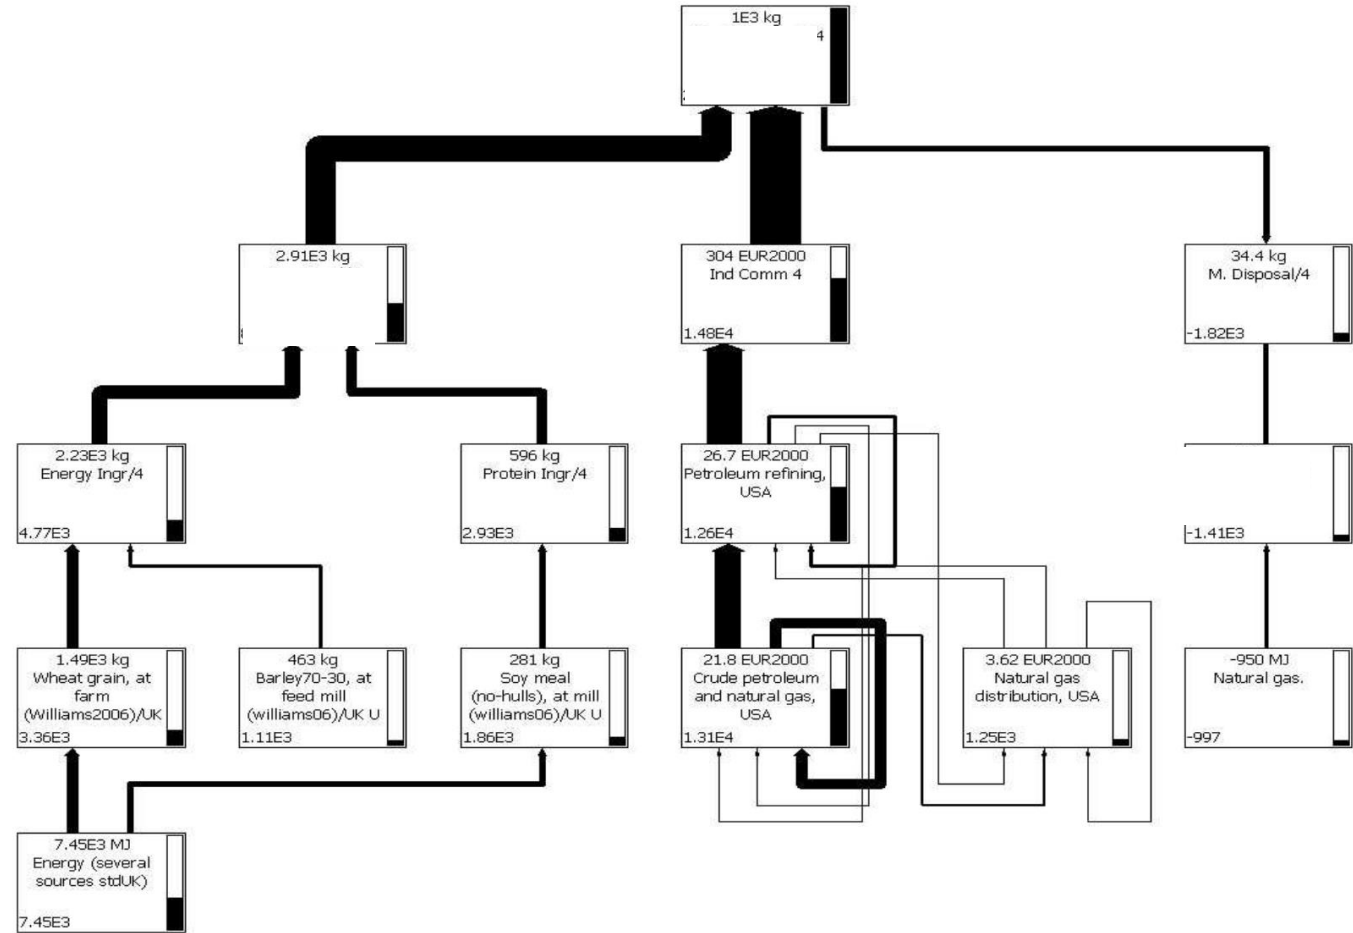 1E3 kg
4
2.91E3 kg
304 EUR2000
Ind Comm 4
1.48E4
34.4 kg
M. Disposal/4
-1.82E3
2.23E3 kg
Energy Ingr/4
4.77E3
596 kg
Protein Ingr/4
2.93E3
26.7 EUR2000
Petroleum refining,
USA
1.26E4
-1.41E3
1.49E3 kg
Wheat grain, at
farm
(Williams2006)/UK
3.36E3
463 kg
Barley70-30, at
feed mill
(williams06)/UK U
1.11E3
281 kg
Soy meal
(no-hulls), at mill
(williams06)/UK U
1.86E3
21.8 EUR2000
Crude petroleum
and natural gas,
USA
1.31E4
3.62 EUR2000
Natural gas
distribution, USA
1.25E3
-950 MJ
Natural gas.
-997
7.45E3 MJ
Energy (several
sources stdUK)
7.45E3